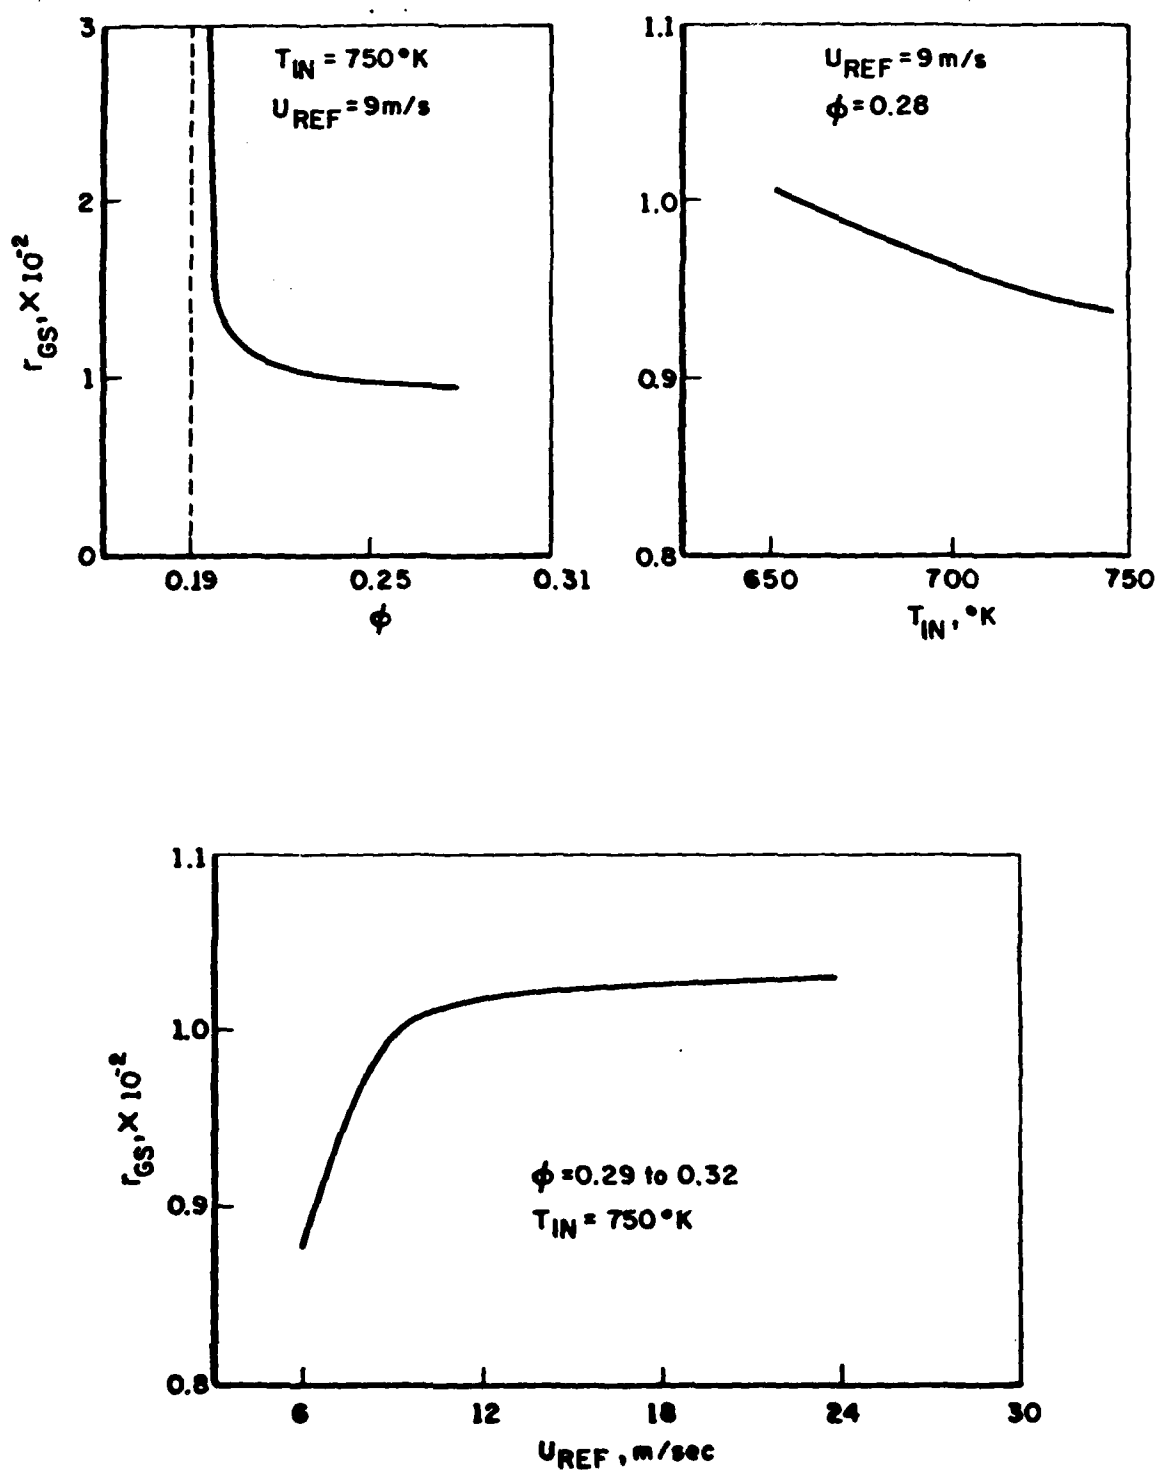 3
2
1
0
r_GS, × 10^-2
T_IN = 750 °K
U_REF = 9 m/s
0.19 0.25 0.31
ϕ
1.1
1.0
0.9
0.8
U_REF = 9 m/s
ϕ = 0.28
650 700 750
T_IN, °K
1.1
1.0
0.9
0.8
r_GS, × 10^-2
ϕ = 0.29 to 0.32
T_IN = 750 °K
6 12 18 24 30
U_REF, m/sec